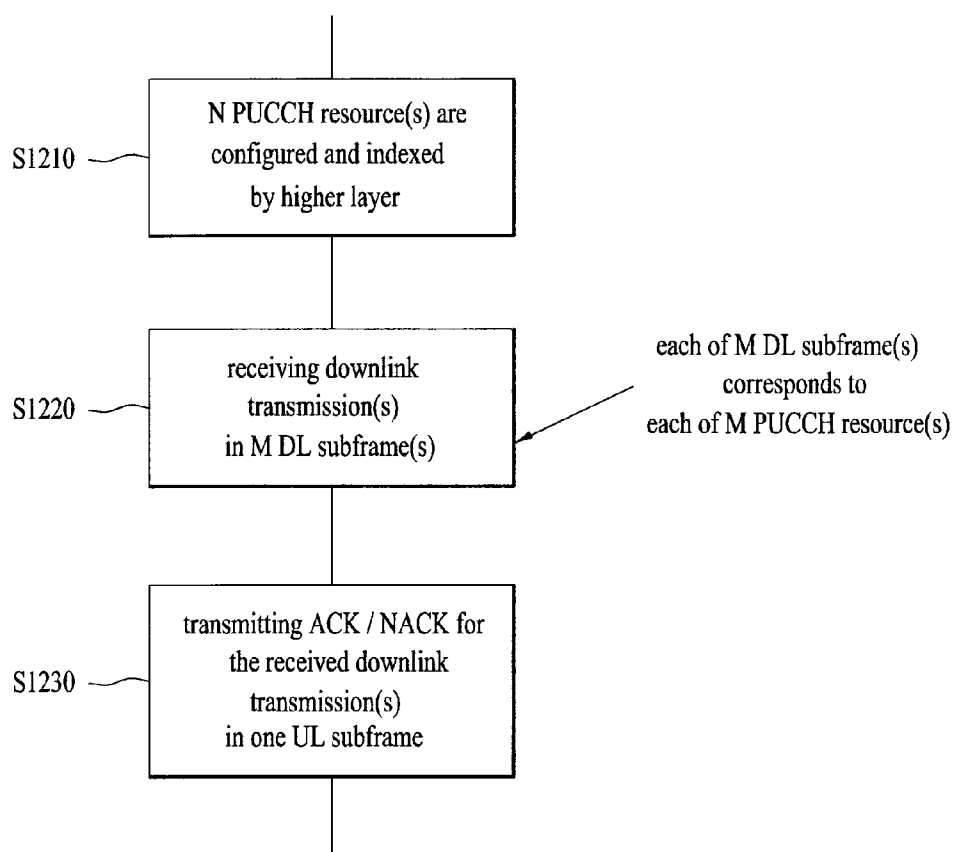 N PUCCH resource(s) are
configured and indexed
by higher layer
S1210
receiving downlink
transmission(s)
in M DL subframe(s)
S1220
each of M DL subframe(s)
corresponds to
each of M PUCCH resource(s)
transmitting ACK / NACK for
the received downlink
transmission(s)
in one UL subframe
S1230